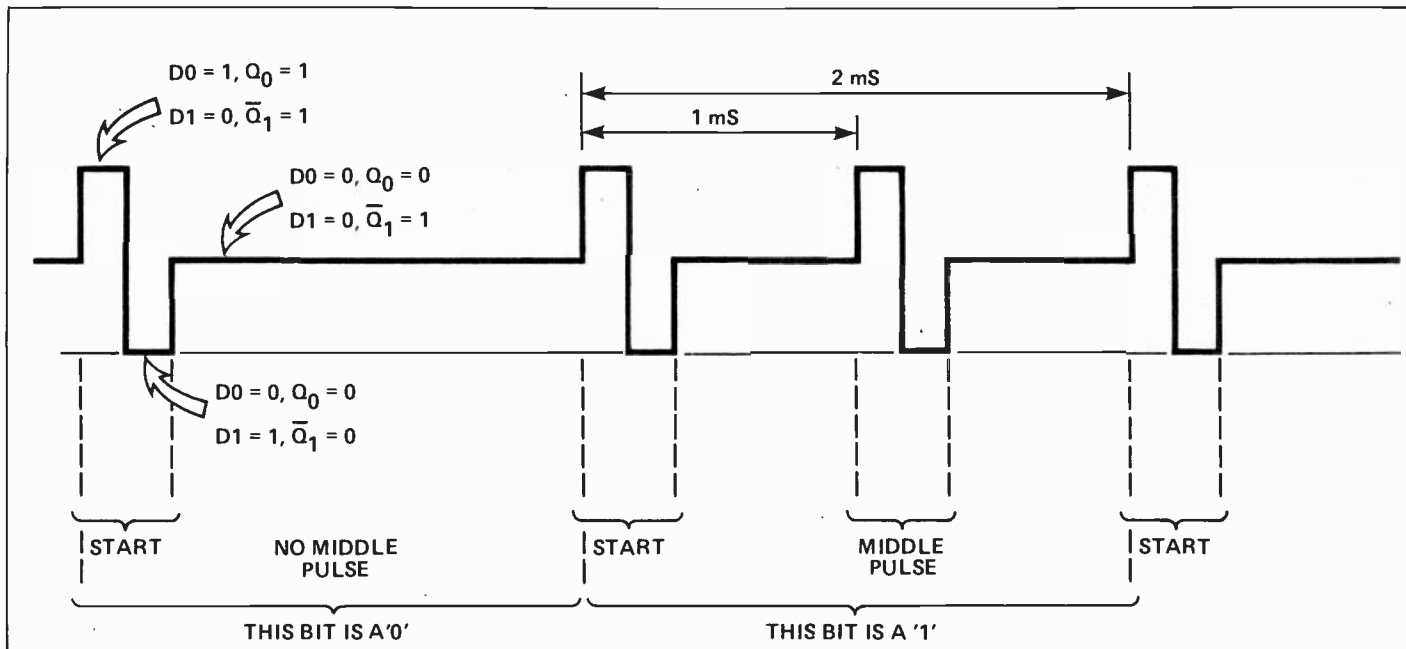 D0 = 1, Q0 = 1
D1 = 0, Q̅1 = 1
2 mS
1 mS
D0 = 0, Q0 = 0
D1 = 0, Q̅1 = 1
D0 = 0, Q0 = 0
D1 = 1, Q̅1 = 0
START
NO MIDDLE
PULSE
START
MIDDLE
PULSE
START
THIS BIT IS A'0'
THIS BIT IS A '1'